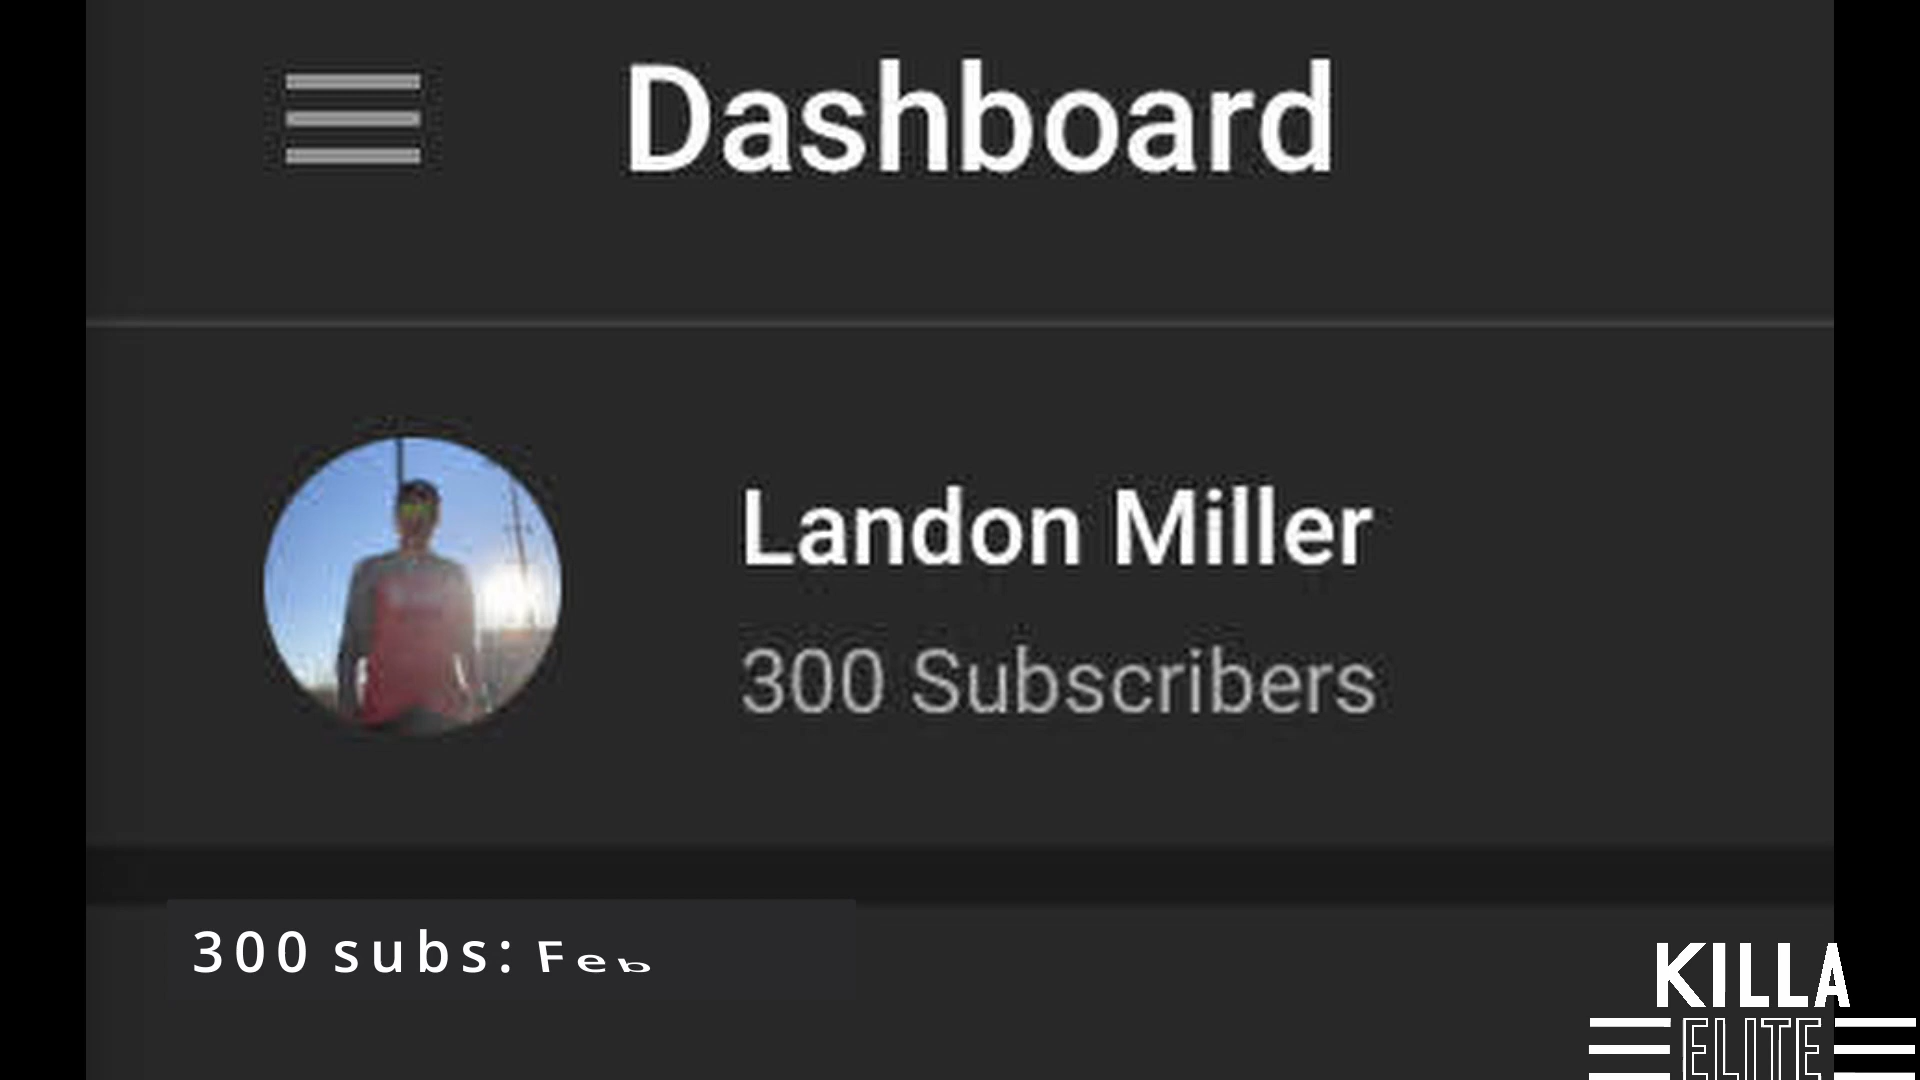 Dashboard
Landon Miller
300 Subscribers
300 subs: Feb
KILLA
ELITE